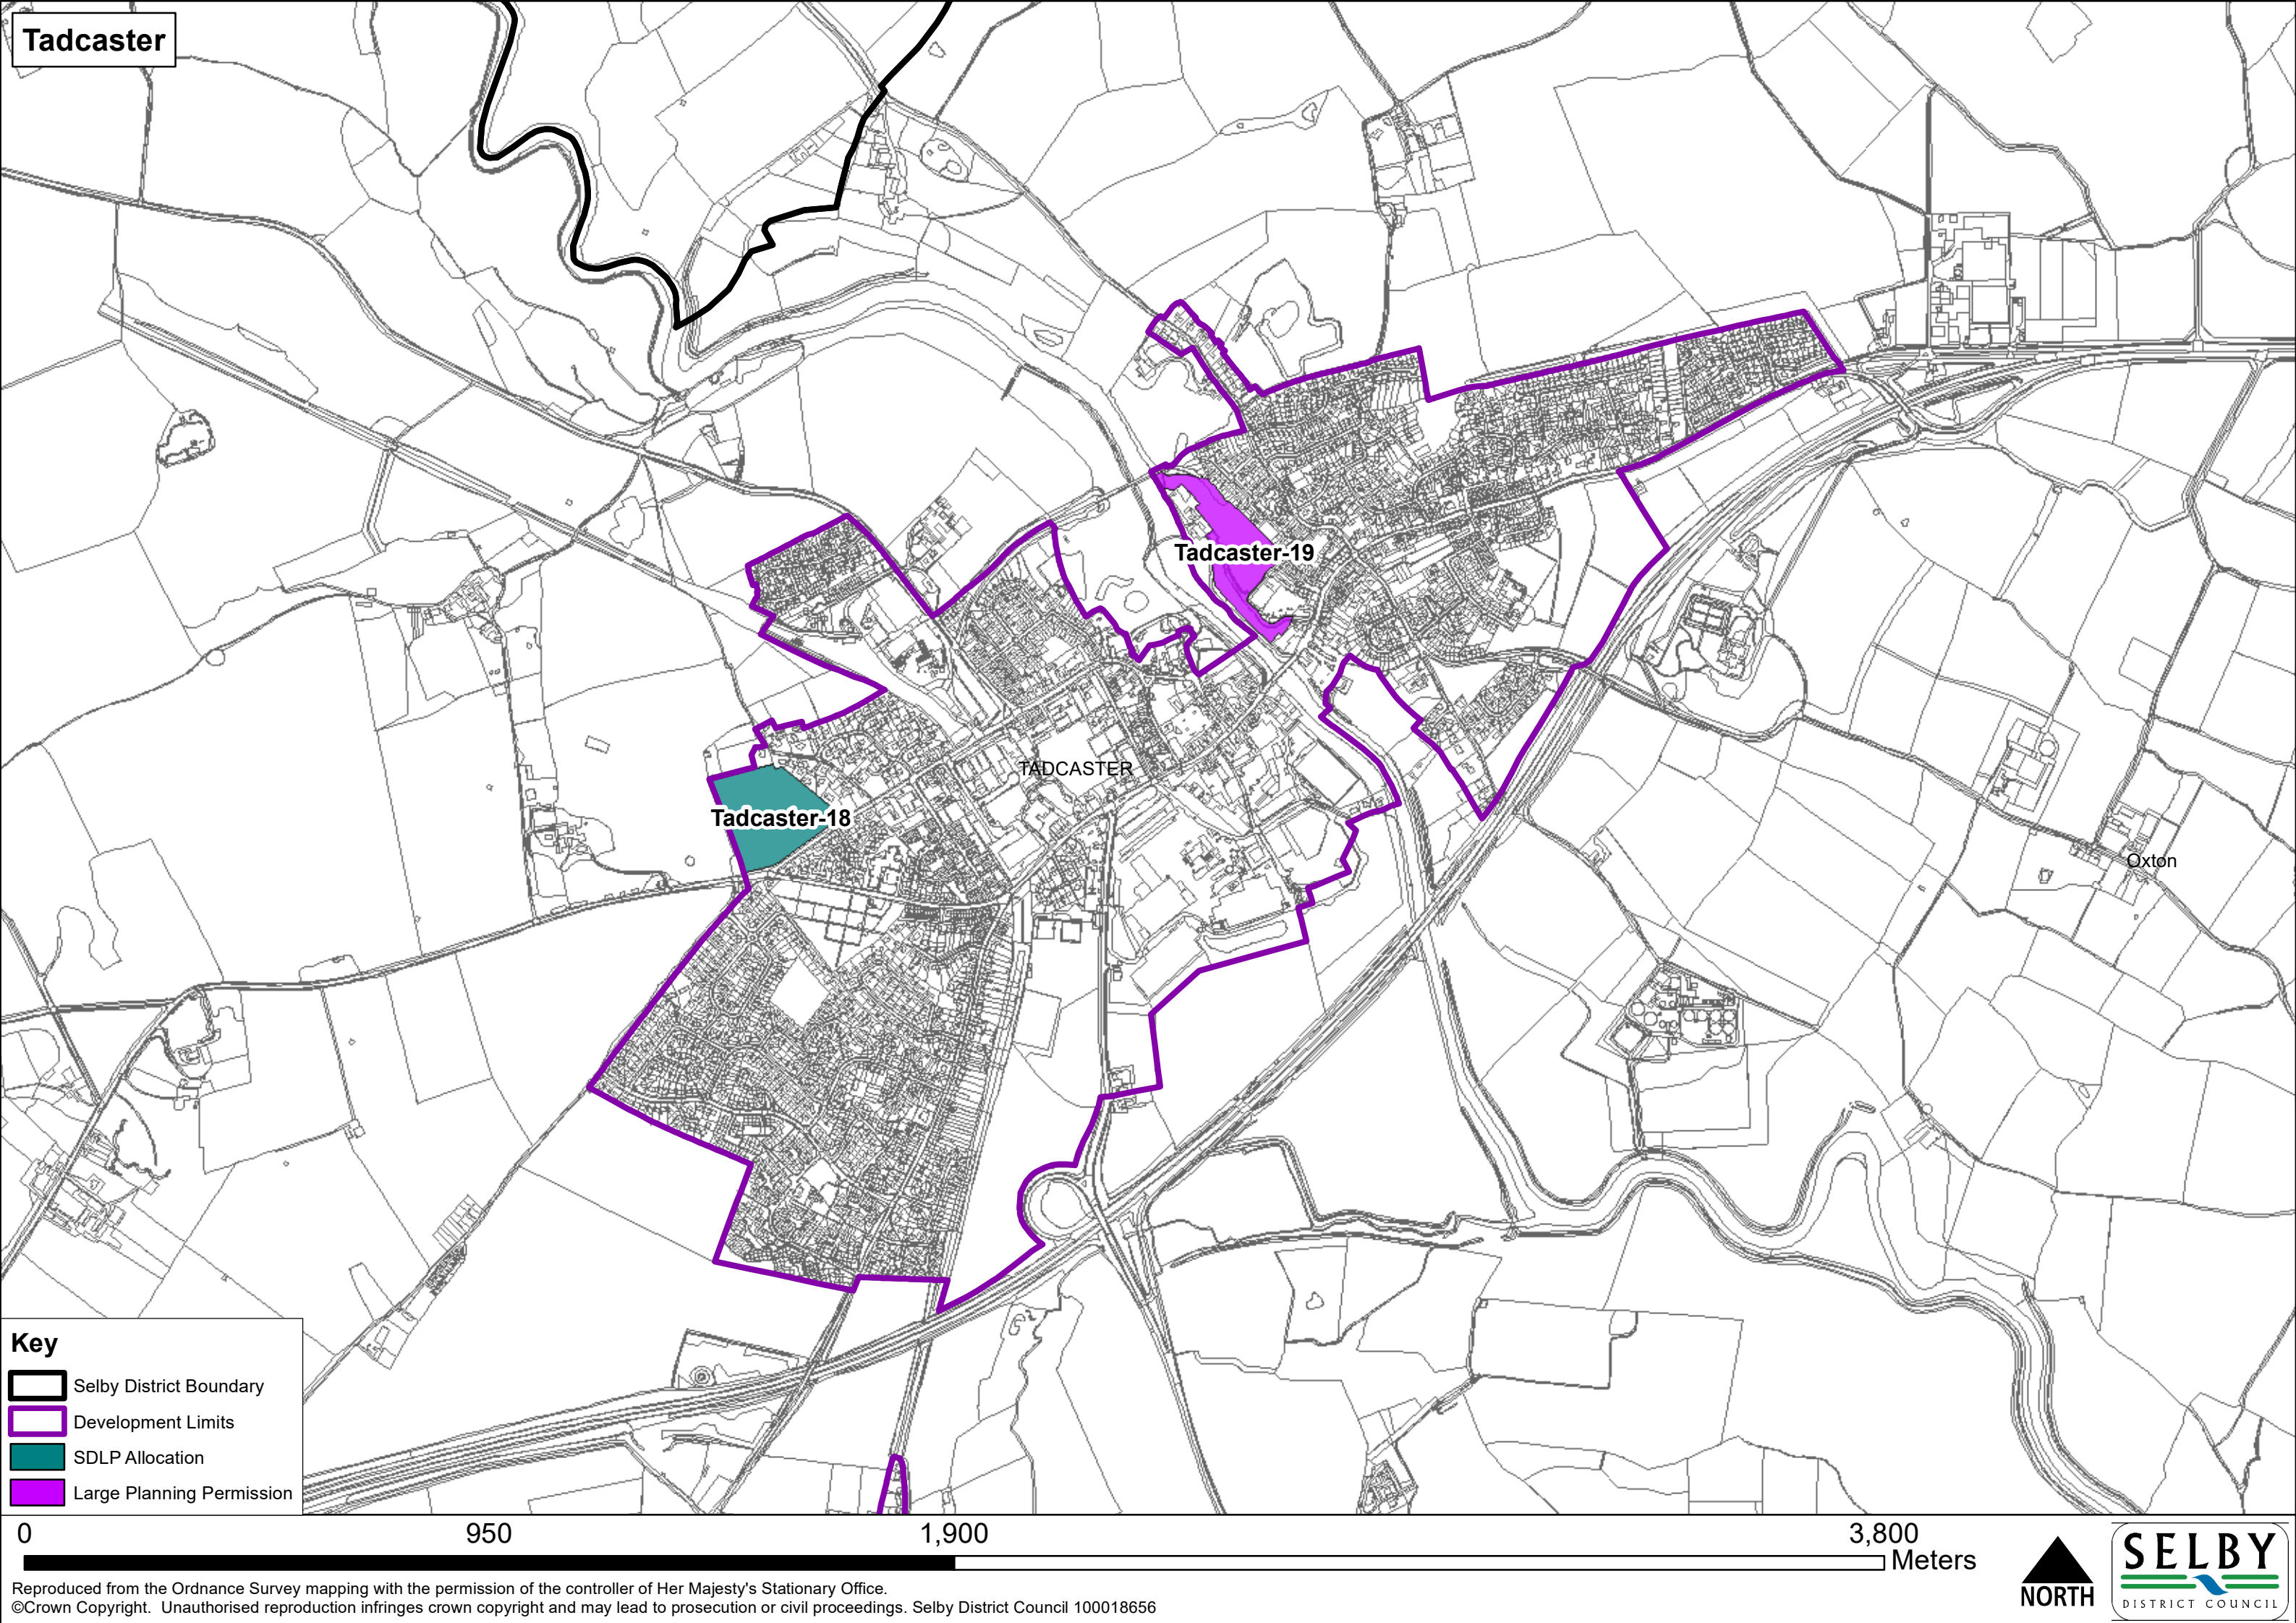 Tadcaster
Tadcaster-19
TADCASTER
Tadcaster-18
Oxton
Key
Selby District Boundary
Development Limits
SDLP Allocation
Large Planning Permission
0 950 1,900 3,800
Meters
NORTH
SELBY
DISTRICT COUNCIL
Reproduced from the Ordnance Survey mapping with the permission of the controller of Her Majesty's Stationary Office.
©Crown Copyright. Unauthorised reproduction infringes crown copyright and may lead to prosecution or civil proceedings. Selby District Council 100018656